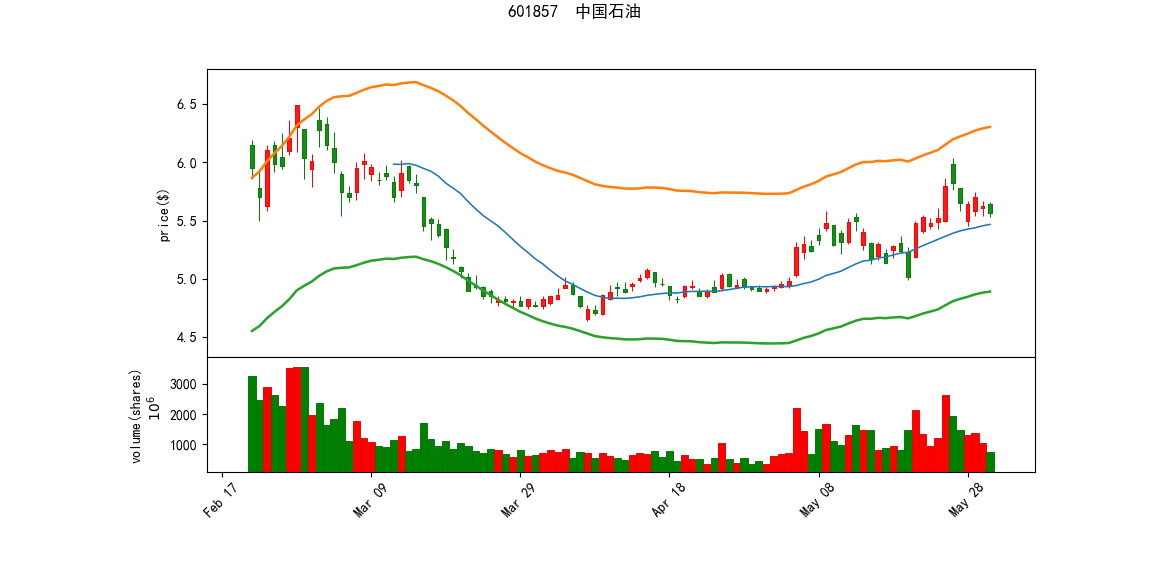 601857 中国石油
price($)
6.5
6.0
5.5
5.0
4.5
volume(shares)
10^6
3000
2000
1000
Feb 17
Mar 09
Mar 29
Apr 18
May 08
May 28